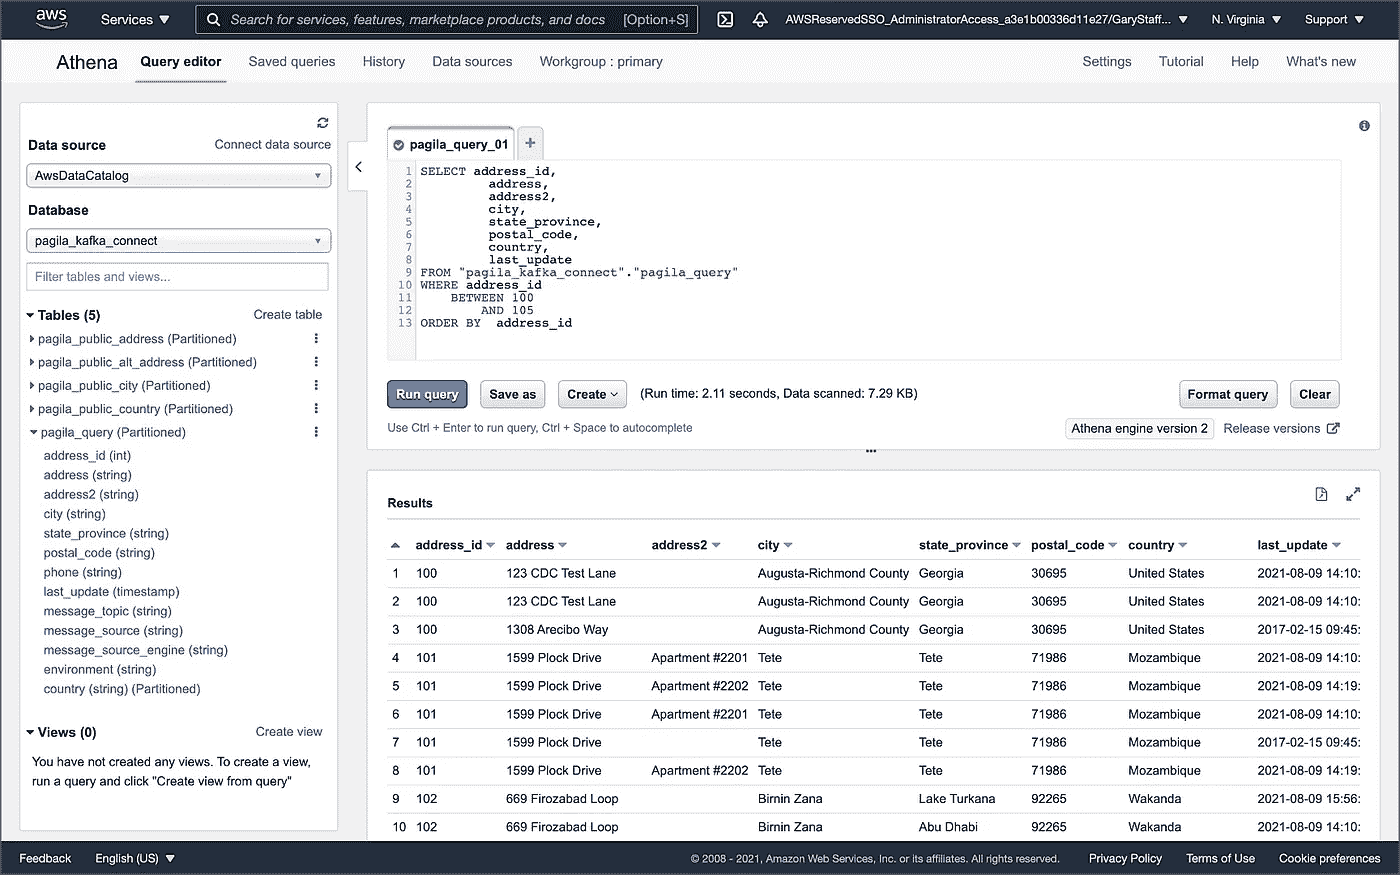 aws Services Search for services, features, marketplace products, and docs [Option+S] AWSReservedSSO_AdministratorAccess_a3e1b00336d11e27/GaryStaff... N. Virginia Support
Athena Query editor Saved queries History Data sources Workgroup : primary Settings Tutorial Help What's new
Data source Connect data source
AwsDataCatalog
Database
pagila_kafka_connect
Filter tables and views...
Tables (5) Create table
pagila_public_address (Partitioned)
pagila_public_alt_address (Partitioned)
pagila_public_city (Partitioned)
pagila_public_country (Partitioned)
pagila_query (Partitioned)
address_id (int)
address (string)
address2 (string)
city (string)
state_province (string)
postal_code (string)
phone (string)
last_update (timestamp)
message_topic (string)
message_source (string)
message_source_engine (string)
environment (string)
country (string) (Partitioned)
Views (0) Create view
You have not created any views. To create a view,
run a query and click "Create view from query"
pagila_query_01 +
1 SELECT address_id,
2 address,
3 address2,
4 city,
5 state_province,
6 postal_code,
7 country,
8 last_update
9 FROM "pagila_kafka_connect"."pagila_query"
10 WHERE address_id
11 BETWEEN 100
12 AND 105
13 ORDER BY address_id
Run query Save as Create (Run time: 2.11 seconds, Data scanned: 7.29 KB) Format query Clear
Use Ctrl + Enter to run query, Ctrl + Space to autocomplete Athena engine version 2 Release versions
Results
address_id address address2 city state_province postal_code country last_update
1 100 123 CDC Test Lane Augusta-Richmond County Georgia 30695 United States 2021-08-09 14:10:
2 100 123 CDC Test Lane Augusta-Richmond County Georgia 30695 United States 2021-08-09 14:10:
3 100 1308 Arecibo Way Augusta-Richmond County Georgia 30695 United States 2017-02-15 09:45:
4 101 1599 Plock Drive Apartment #2201 Tete Tete 71986 Mozambique 2021-08-09 14:10:
5 101 1599 Plock Drive Apartment #2202 Tete Tete 71986 Mozambique 2021-08-09 14:19:
6 101 1599 Plock Drive Apartment #2201 Tete Tete 71986 Mozambique 2021-08-09 14:10:
7 101 1599 Plock Drive Tete Tete 71986 Mozambique 2017-02-15 09:45:
8 101 1599 Plock Drive Apartment #2202 Tete Tete 71986 Mozambique 2021-08-09 14:19:
9 102 669 Firozabad Loop Birnin Zana Lake Turkana 92265 Wakanda 2021-08-09 15:56:
10 102 669 Firozabad Loop Birnin Zana Abu Dhabi 92265 Wakanda 2021-08-09 14:10:
Feedback English (US) © 2008 - 2021, Amazon Web Services, Inc. or its affiliates. All rights reserved. Privacy Policy Terms of Use Cookie preferences